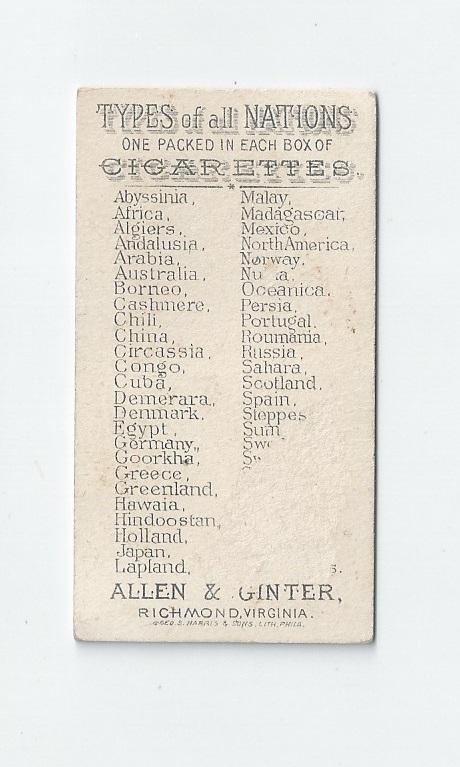 TYPES of all NATIONS
ONE PACKED IN EACH BOX OF
CIGARETTES.
Abyssinia,
Africa,
Algiers,
Andalusia,
Arabia,
Australia,
Borneo,
Cashmere,
Chili,
China,
Circassia,
Congo,
Cuba,
Demerara,
Denmark,
Egypt,
Germany,
Goorkha,
Greece,
Greenland,
Hawaia,
Hindoostan,
Holland,
Japan,
Lapland,
Malay,
Madagascar,
Mexico,
North America,
Norway,
Oceanica,
Persia,
Portugal,
Roumania,
Russia,
Sahara,
Scotland,
Spain,
Steppes
ALLEN & GINTER,
RICHMOND, VIRGINIA.
GEO. S. HARRIS & SONS, LITH. PHILA.